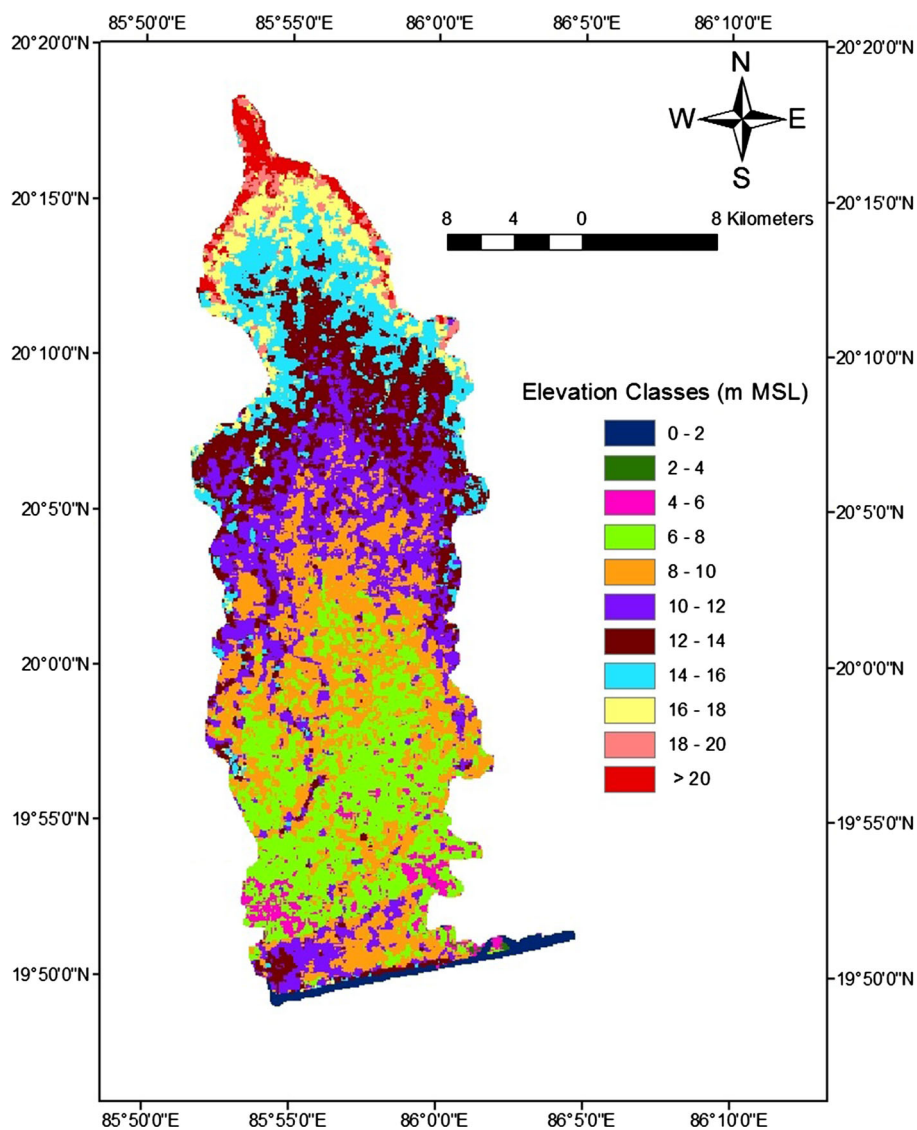 85°50'0"E 85°55'0"E 86°0'0"E 86°5'0"E 86°10'0"E
20°20'0"N 20°20'0"N
N
W E
S
20°15'0"N 20°15'0"N
8 4 0 8 Kilometers
20°10'0"N 20°10'0"N
Elevation Classes (m MSL)
0 - 2
2 - 4
4 - 6
20°5'0"N 20°5'0"N
6 - 8
8 - 10
10 - 12
12 - 14
20°0'0"N 20°0'0"N
14 - 16
16 - 18
18 - 20
> 20
19°55'0"N 19°55'0"N
19°50'0"N 19°50'0"N
85°50'0"E 85°55'0"E 86°0'0"E 86°5'0"E 86°10'0"E